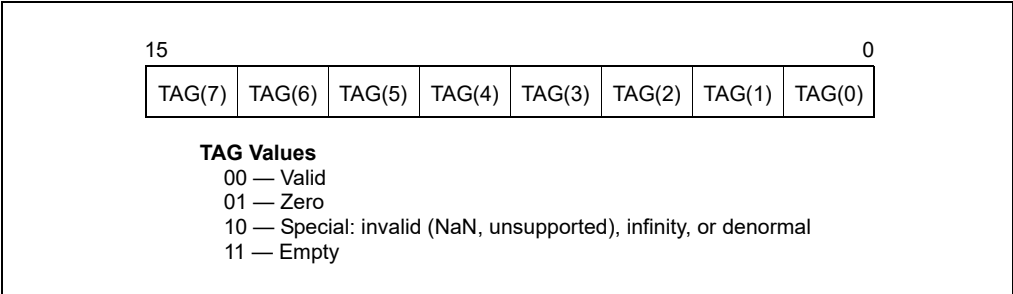 15 0
TAG(7) TAG(6) TAG(5) TAG(4) TAG(3) TAG(2) TAG(1) TAG(0)
TAG Values
00 — Valid
01 — Zero
10 — Special: invalid (NaN, unsupported), infinity, or denormal
11 — Empty